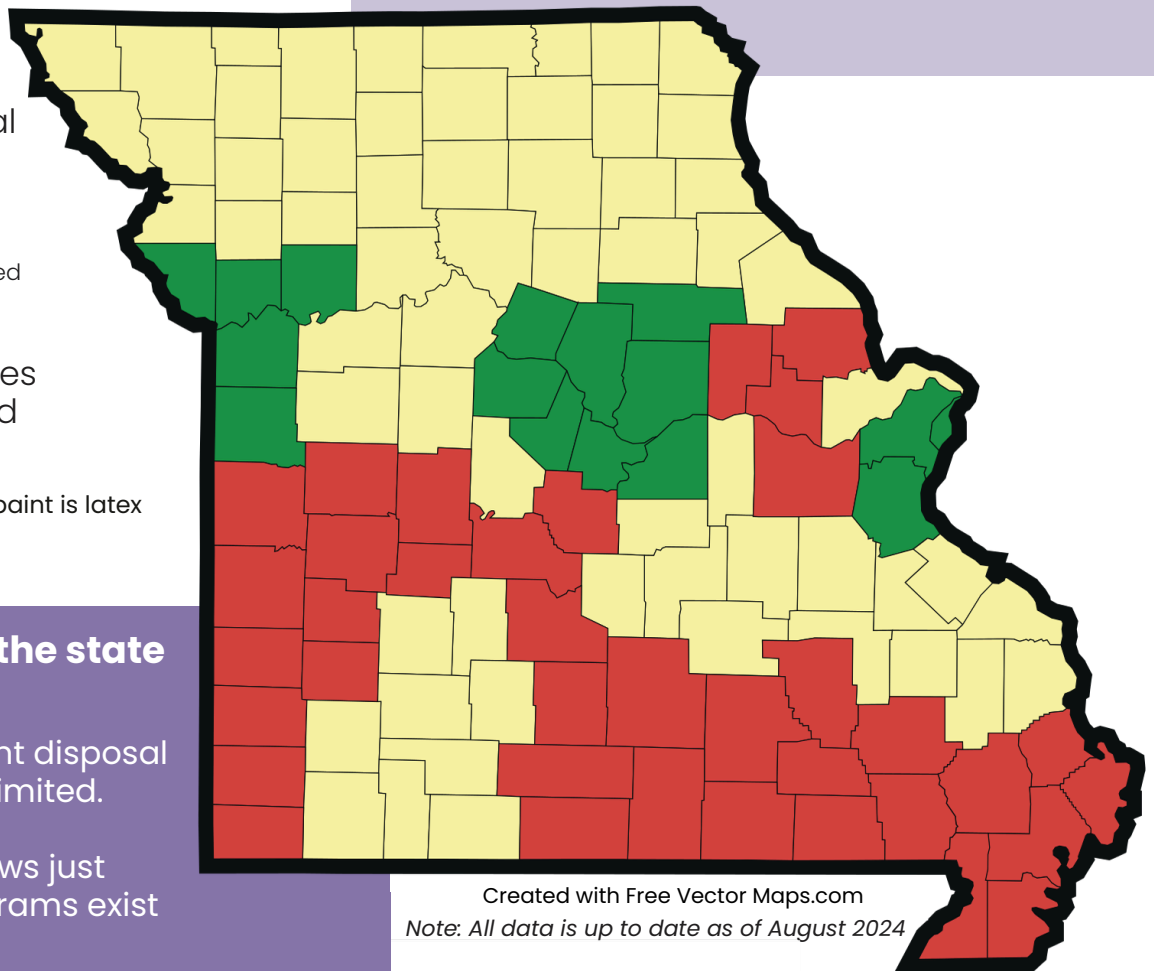 al
ed
es
d
paint is latex
the state
nt disposal
imited.
ws just
rams exist
Created with Free Vector Maps.com
Note: All data is up to date as of August 2024